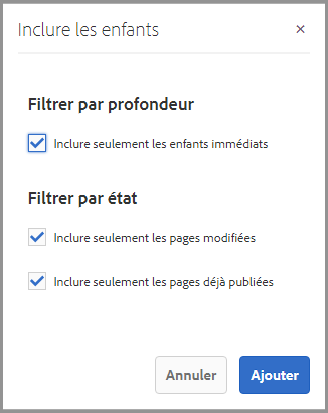 Inclure les enfants
Filtrer par profondeur
Inclure seulement les enfants immédiats
Filtrer par état
Inclure seulement les pages modifiées
Inclure seulement les pages déjà publiées
Annuler
Ajouter